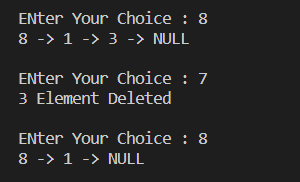 ENter Your Choice : 8
8 -> 1 -> 3 -> NULL
ENter Your Choice : 7
3 Element Deleted
ENter Your Choice : 8
8 -> 1 -> NULL